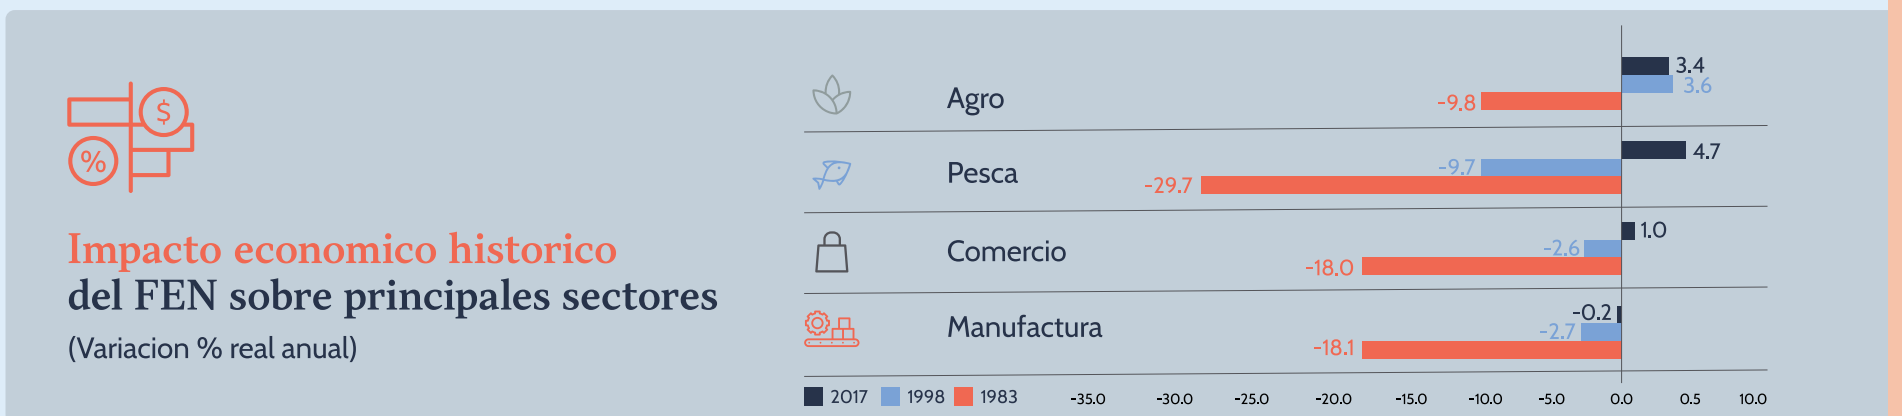 $
%
Impacto economico historico
del FEN sobre principales sectores
(Variacion % real anual)
Agro
3.4
3.6
-9.8
Pesca
4.7
-9.7
-29.7
Comercio
1.0
-2.6
-18.0
Manufactura
-0.2
-2.7
-18.1
2017 1998 1983
-35.0 -30.0 -25.0 -20.0 -15.0 -10.0 -5.0 0.0 0.5 10.0